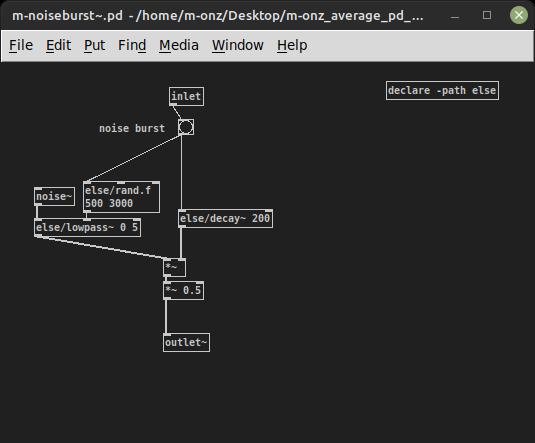 m-noiseburst~.pd - /home/m-onz/Desktop/m-onz_average_pd_...
File Edit Put Find Media Window Help
declare -path else
inlet
noise burst
noise~
else/rand.f
500 3000
else/decay~ 200
else/lowpass~ 0 5
*~
*~ 0.5
outlet~